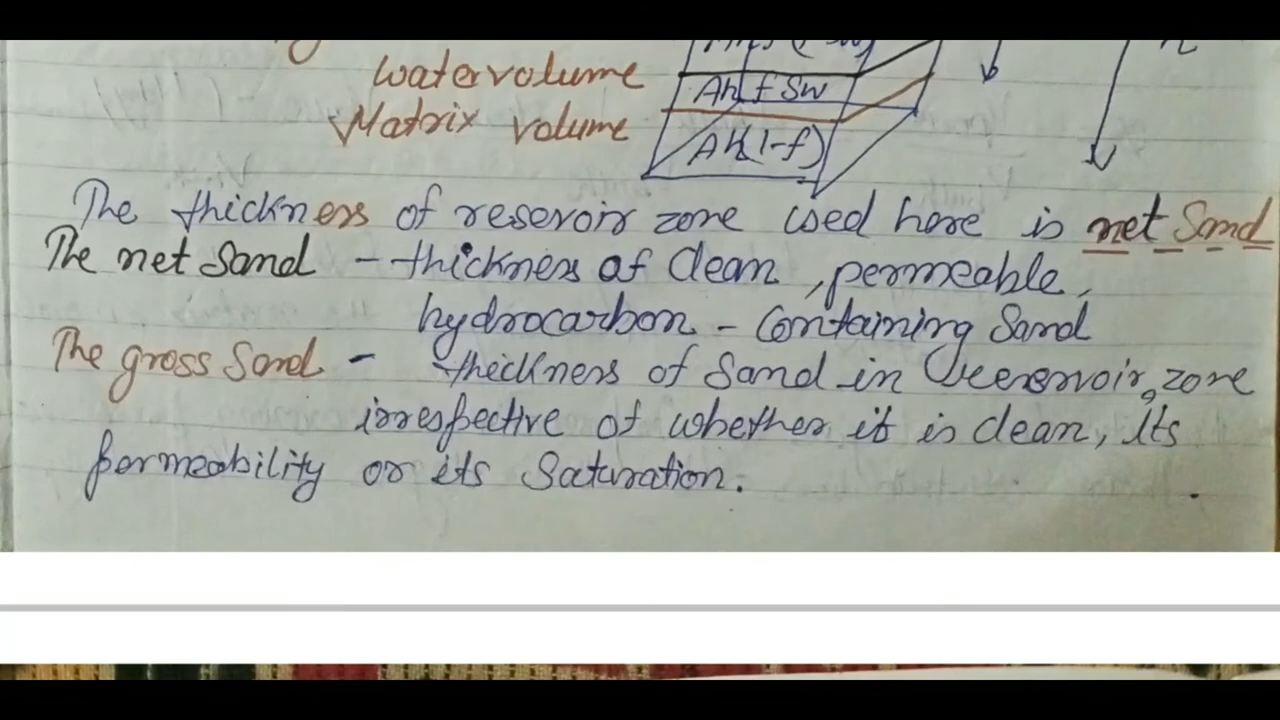 water volume
Ahf Sw
Matrix volume
Ah(1-f)
The thickness of reservoir zone used here is net Sand
The net Sand - thickness of clean, permeable,
hydrocarbon - containing Sand
The gross Sand - thickness of Sand in reservoir zone
irrespective of whether it is clean, its
permeability or its Saturation.